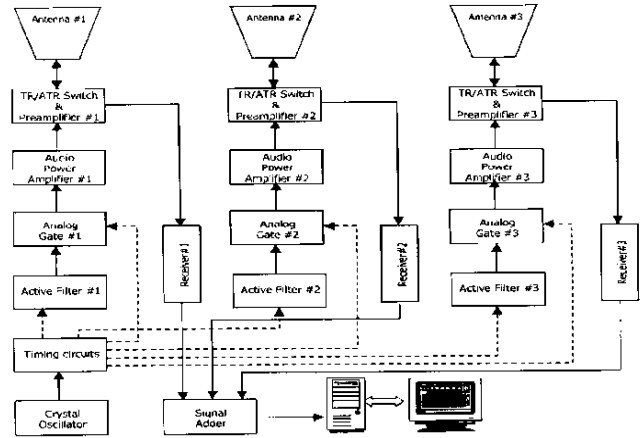 Antenna #1
Antenna #2
Antenna #3
TR/ATR Switch
&
Preamplifier #1
TR/ATR Switch
&
Preamplifier #2
TR/ATR Switch
&
Preamplifier #3
Audio
Power
Amplifier #1
Audio
Power
Amplifier #2
Audio
Power
Amplifier #3
Analog
Gate #1
Receiver#1
Analog
Gate #2
Receiver#2
Analog
Gate #3
Receiver#3
Active Filter #1
Active Filter #2
Active Filter #3
Timing circuits
Crystal
Oscillator
Signal
Adder